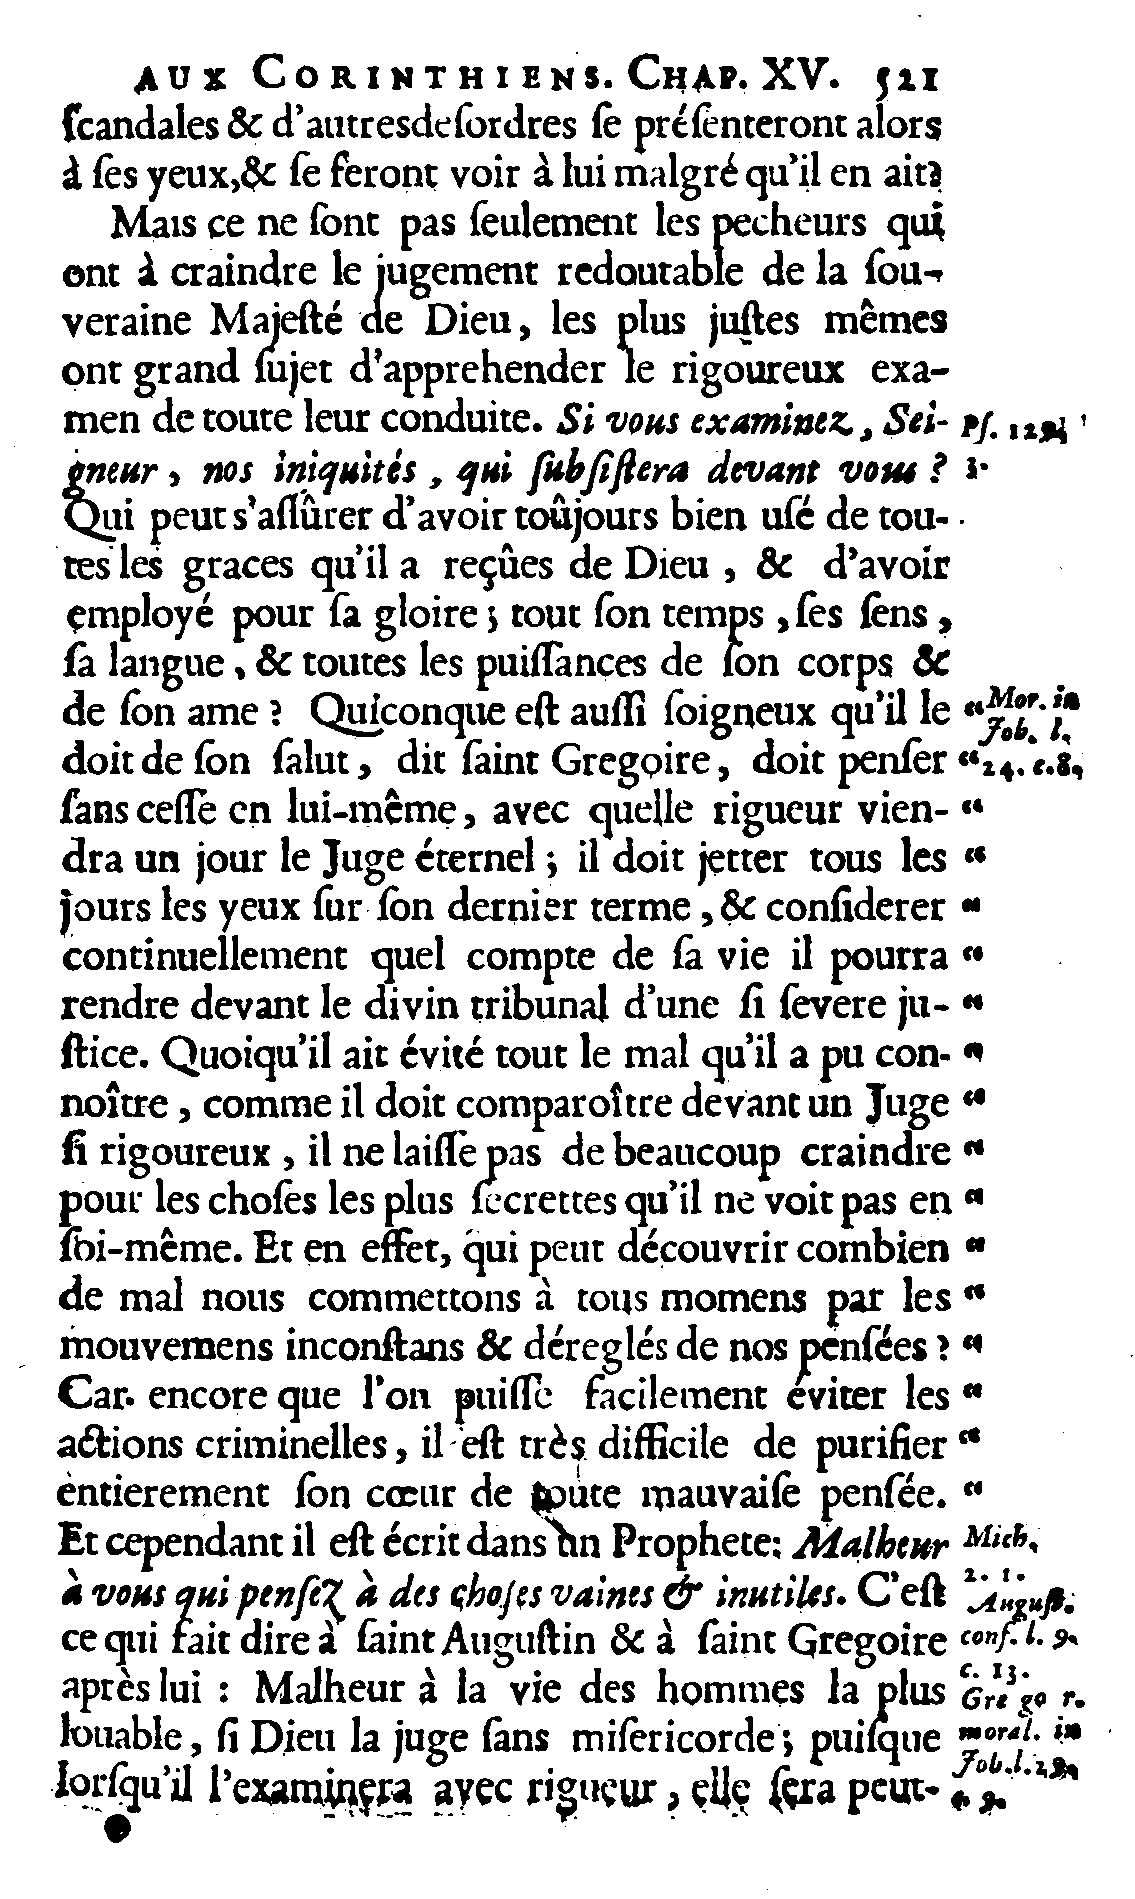 AUX CORINTHIENS. CHAP. XV. 521
ſcandales & d'autres deſordres ſe préſenteront alors
à ſes yeux, & ſe feront voir à lui malgré qu'il en ait?
Mais ce ne ſont pas ſeulement les pecheurs qui
ont à craindre le jugement redoutable de la ſou-
veraine Majeſté de Dieu, les plus juſtes mêmes
ont grand ſujet d'apprehender le rigoureux exa-
men de toute leur conduite. Si vous examinez, Sei- Pſ. 129.
gneur, nos iniquités, qui ſubſiſtera devant vous? 3.
Qui peut s'aſſûrer d'avoir toûjours bien uſé de tou-
tes les graces qu'il a reçûes de Dieu, & d'avoir
employé pour ſa gloire; tout ſon temps, ſes ſens,
ſa langue, & toutes les puiſſances de ſon corps &
de ſon ame? Quiconque eſt auſſi ſoigneux qu'il le “ Mor. in
Job. l.
doit de ſon ſalut, dit ſaint Gregoire, doit penſer “ 24. c. 8.
ſans ceſſe en lui-même, avec quelle rigueur vien- “
dra un jour le Juge éternel; il doit jetter tous les “
jours les yeux ſur ſon dernier terme, & conſiderer “
continuellement quel compte de ſa vie il pourra “
rendre devant le divin tribunal d'une ſi ſevere ju- “
ſtice. Quoiqu'il ait évité tout le mal qu'il a pu con- “
noître, comme il doit comparoître devant un Juge “
ſi rigoureux, il ne laiſſe pas de beaucoup craindre “
pour les choſes les plus ſecrettes qu'il ne voit pas en “
ſoi-même. Et en effet, qui peut découvrir combien “
de mal nous commettons à tous momens par les “
mouvemens inconſtans & déreglés de nos penſées? “
Car encore que l'on puiſſe facilement éviter les “
actions criminelles, il eſt très difficile de purifier “
entierement ſon cœur de toute mauvaiſe penſée. “
Et cependant il eſt écrit dans un Prophete: Malheur Mich.
à vous qui penſeZ à des choſes vaines & inutiles. C'eſt 2. 1.
Auguſt.
ce qui fait dire à ſaint Auguſtin & à ſaint Gregoire conf. l. 9.
c. 13.
après lui : Malheur à la vie des hommes la plus Gregor.
louable, ſi Dieu la juge ſans miſericorde; puiſque moral. in
Job. l.
lorſqu'il l'examinera avec rigueur, elle ſera peut- c. 9.